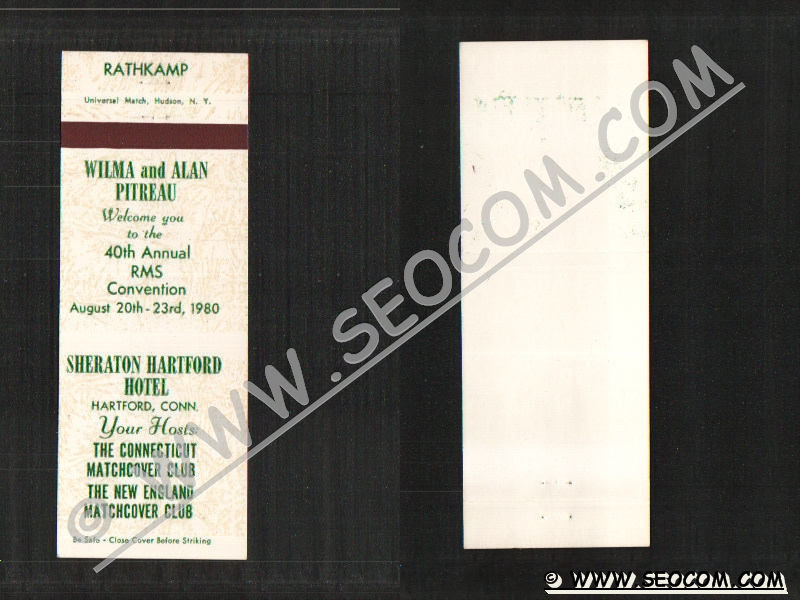 RATHKAMP
Universal Match, Hudson, N. Y.
WILMA and ALAN
PITREAU
Welcome you
to the
40th Annual
RMS
Convention
August 20th - 23rd, 1980
SHERATON HARTFORD
HOTEL
HARTFORD, CONN.
Your Hosts:
THE CONNECTICUT
MATCHCOVER CLUB
THE NEW ENGLAND
MATCHCOVER CLUB
Be Safe - Close Cover Before Striking
© WWW.SEOCOM.COM
© WWW.SEOCOM.COM